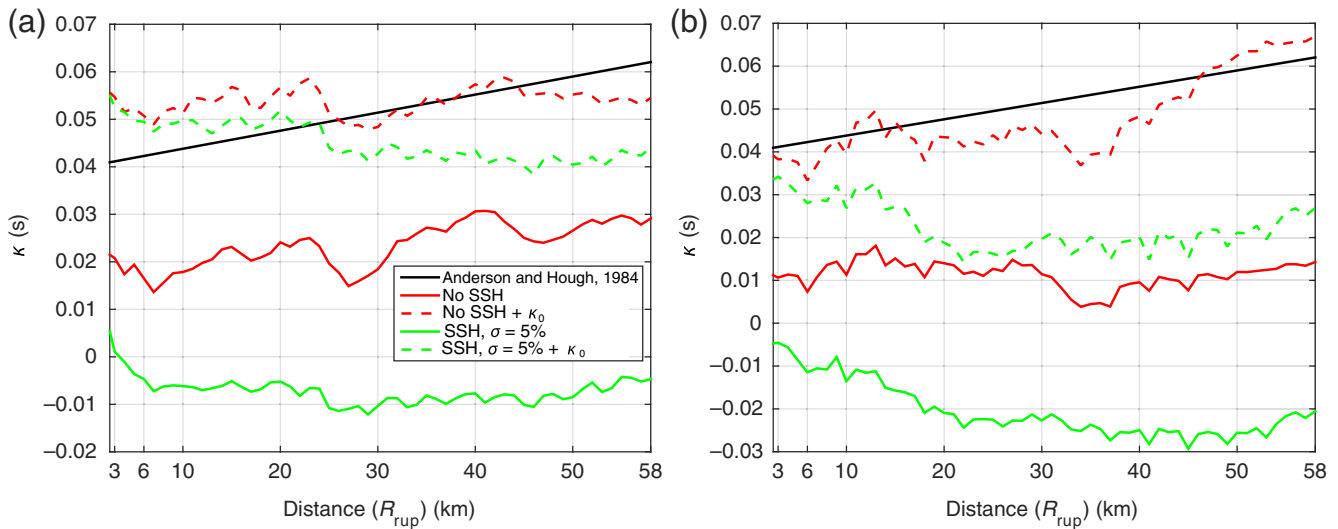 (a)
0.07
0.06
0.05
0.04
0.03
0.02
0.01
0
−0.01
−0.02
κ (s)
3 6 10 20 30 40 50 58
Distance (Rrup) (km)
Anderson and Hough, 1984
No SSH
No SSH + κ0
SSH, σ = 5%
SSH, σ = 5% + κ0
(b)
0.07
0.06
0.05
0.04
0.03
0.02
0.01
0
−0.01
−0.02
−0.03
κ (s)
3 6 10 20 30 40 50 58
Distance (Rrup) (km)